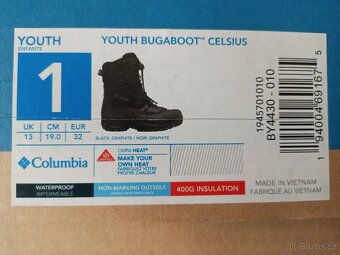 YOUTH
ENFANTS
YOUTH BUGABOOT™ CELSIUS
1
UK CM EUR
13 19.0 32
BLACK, GRAPHITE / NOIR, GRAPHITE
1945701010
BY4430 - 010
1 94004 69167 5
Columbia
OMNI-HEAT
MAKE YOUR
OWN HEAT
FABRIQUEZ VOTRE
PROPRE CHALEUR
WATERPROOF
IMPERMÉABLE
NON-MARKING OUTSOLE
400G INSULATION
MADE IN VIETNAM
FABRIQUÉ AU VIETNAM